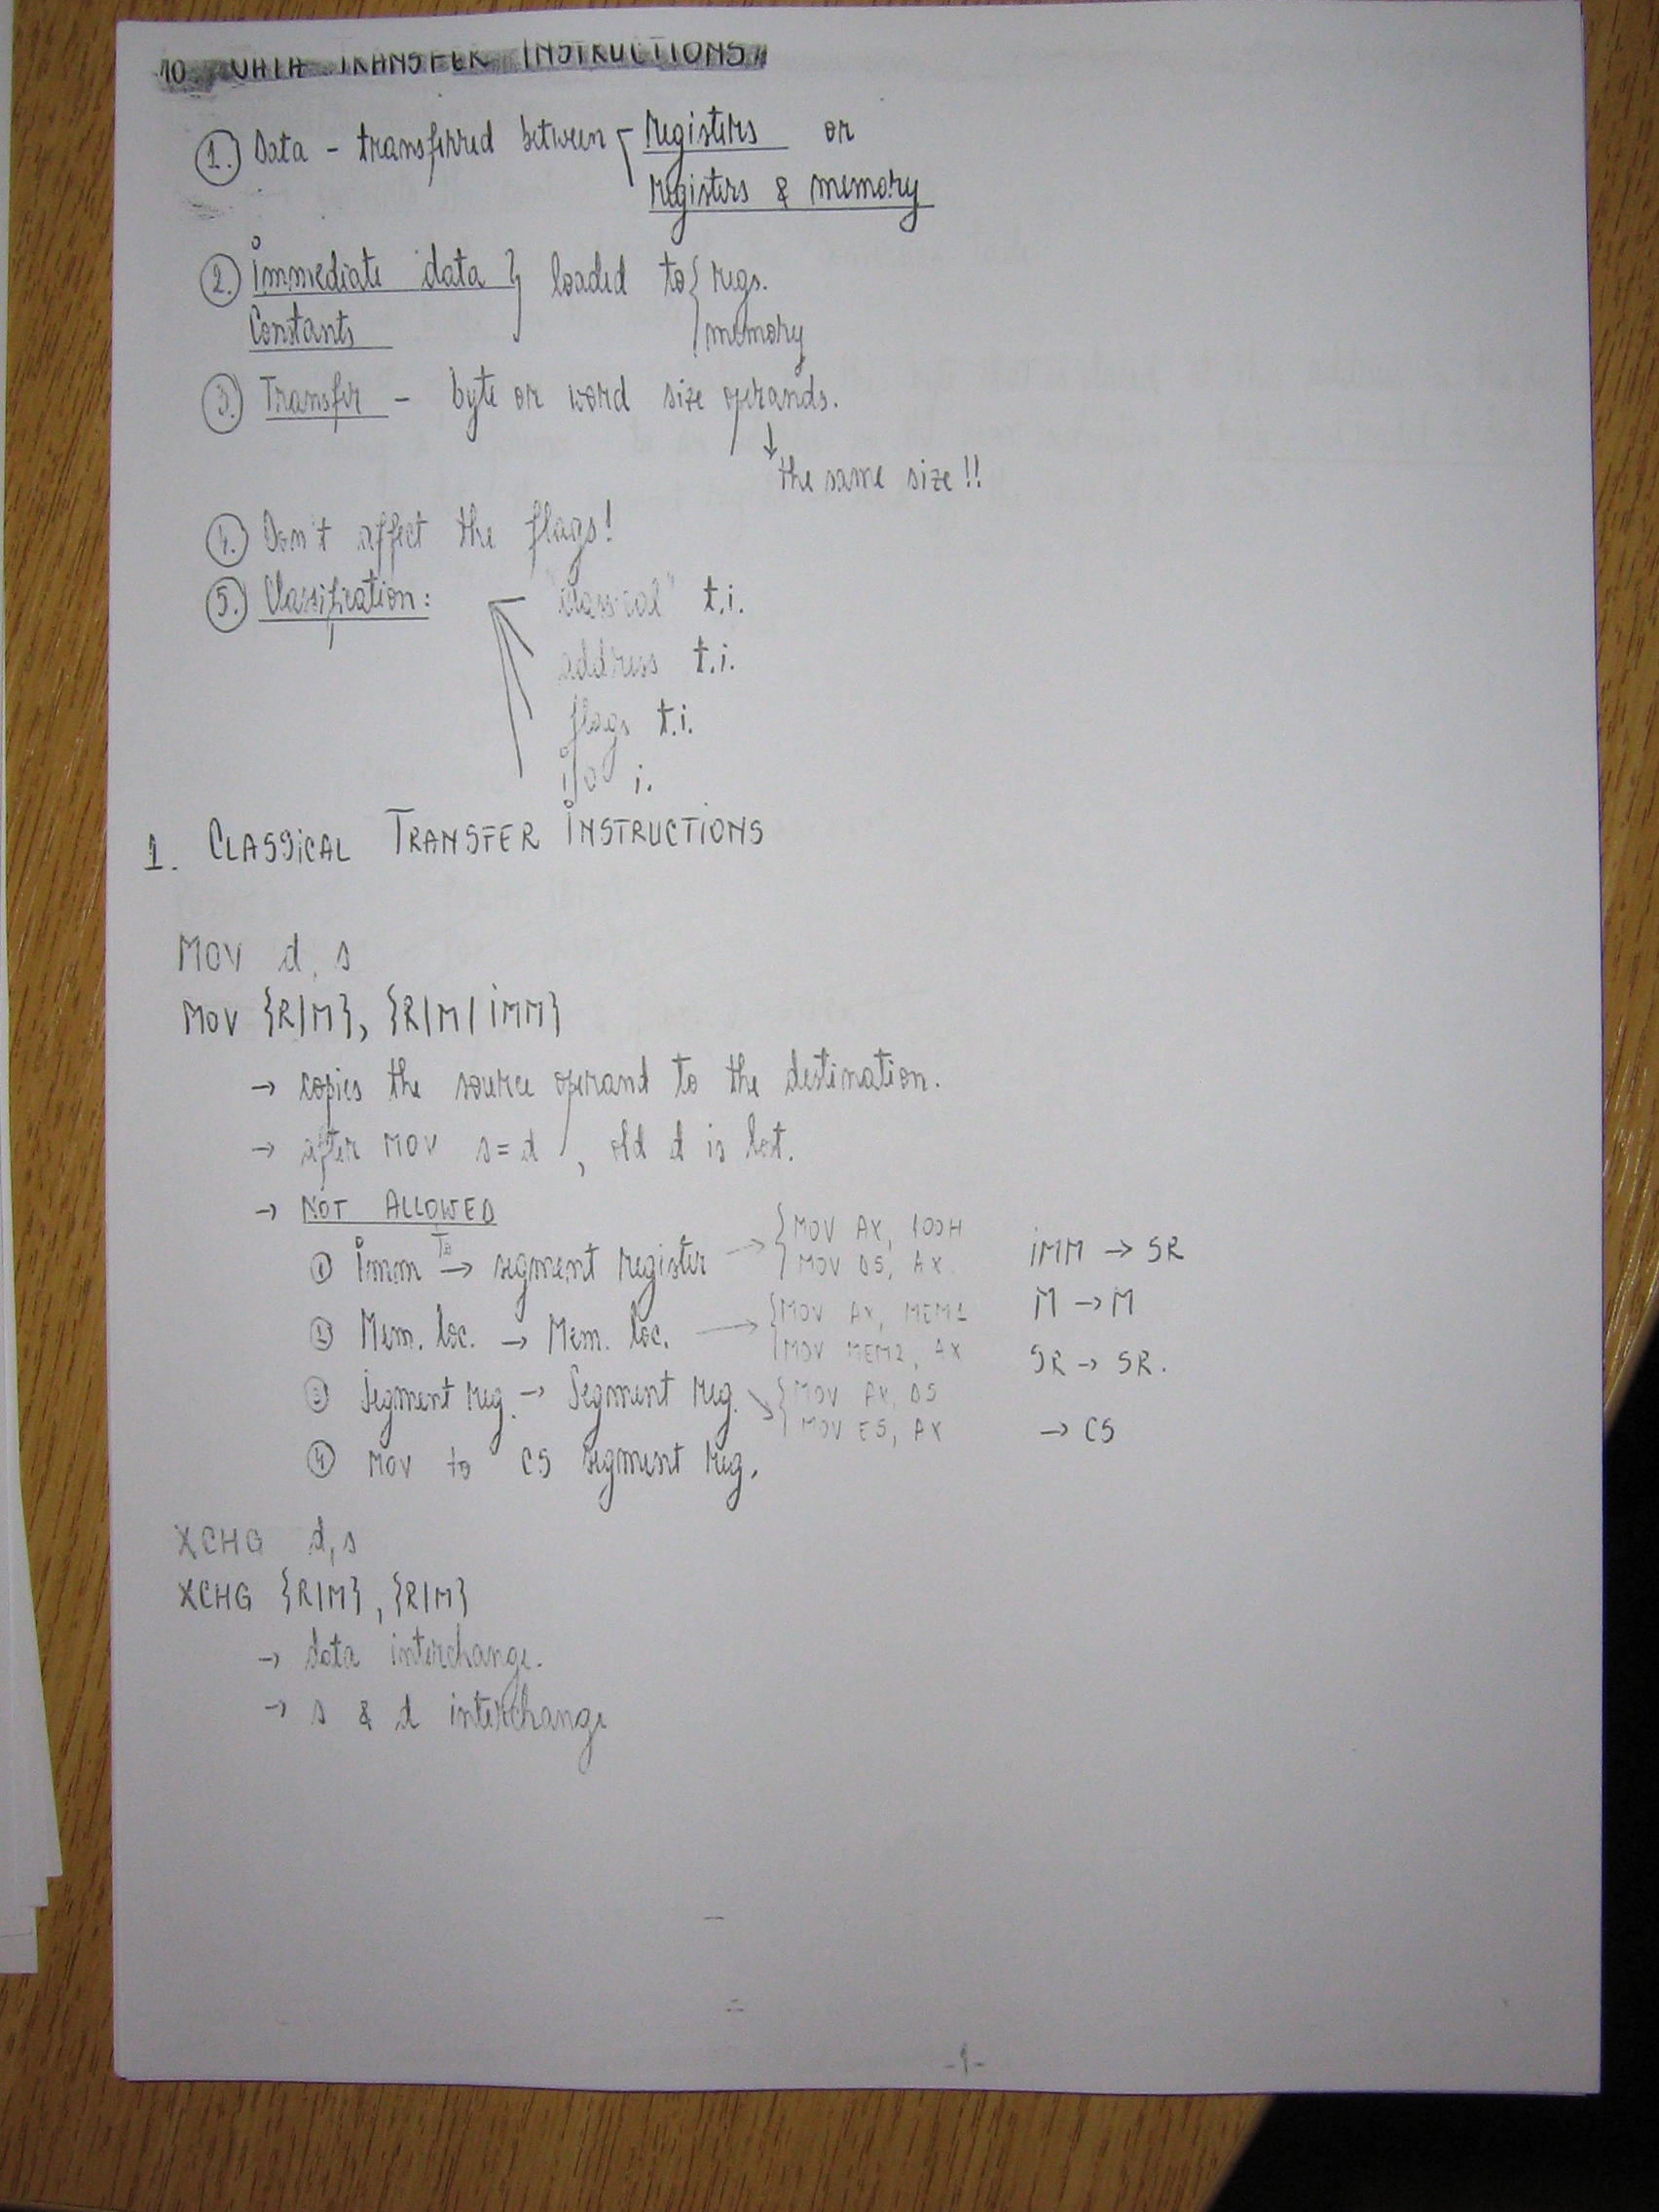 10. DATA TRANSFER INSTRUCTIONS
1. Data - transferred between { registers or
registers & memory
2. Immediate data } loaded to { regs.
Constants memory
3. Transfer - byte or word size operands.
↓ the same size!!
4. Don't affect the flags!
5. Classification: "classical" t.i.
address t.i.
flags t.i.
i/o i.
1. CLASSICAL TRANSFER INSTRUCTIONS
MOV d, s
MOV {R/M}, {R/M/IMM}
→ copies the source operand to the destination.
→ after MOV s=d, old d is lost.
→ NOT ALLOWED
1 Imm To → segment register → { MOV AX, 100H IMM → SR
MOV DS, AX
2 Mem. loc. → Mem. loc. → { MOV AX, MEM1 M → M
MOV MEM2, AX
3 Segment reg. → Segment reg. → { MOV AX, DS SR → SR.
MOV ES, AX
4 MOV to CS segment reg. → CS
XCHG d, s
XCHG {R/M}, {R/M}
→ data interchange.
→ s & d interchange
-1-